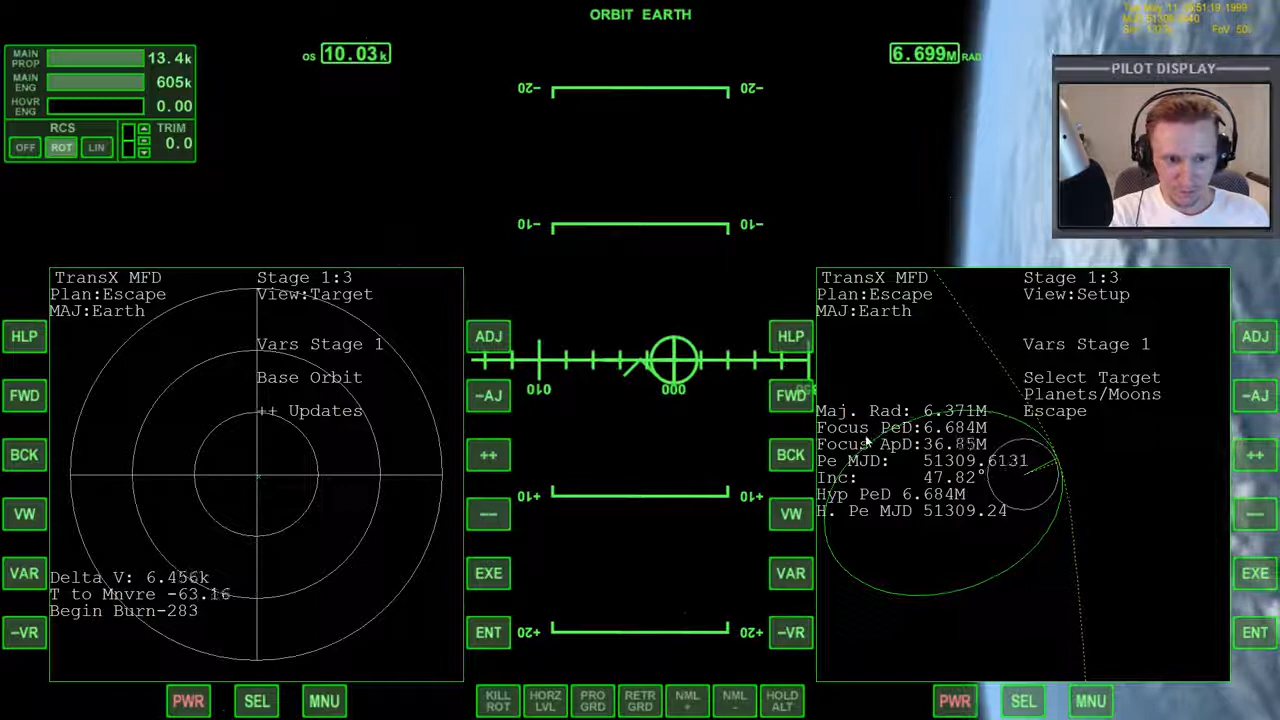 ORBIT EARTH
MAIN PROP 13.4k
MAIN ENG 605k
HOVR ENG 0.00
RCS TRIM
OFF ROT LIN 0.0
OS 10.03k
6.699M RAD
FoV 50
PILOT DISPLAY
20- 20-
10- 10-
010 000
10+ 10+
20+ 20+
TransX MFD Stage 1:3
Plan:Escape View:Target
MAJ:Earth
Vars Stage 1
Base Orbit
++ Updates
Delta V: 6.456k
T to Mnvre -63.16
Begin Burn-283
HLP
FWD
BCK
VW
VAR
-VR
ADJ
-AJ
++
--
EXE
ENT
PWR SEL MNU
KILL ROT
HORZ LVL
PRO GRD
RETR GRD
NML +
NML -
HOLD ALT
TransX MFD Stage 1:3
Plan:Escape View:Setup
MAJ:Earth
Vars Stage 1
Select Target
Planets/Moons
Escape
Maj. Rad: 6.371M
Focus PeD:6.684M
Focus ApD:36.85M
Pe MJD: 51309.6131
Inc: 47.82°
Hyp PeD 6.684M
H. Pe MJD 51309.24
HLP
FWD
BCK
VW
VAR
-VR
ADJ
-AJ
++
--
EXE
ENT
PWR SEL MNU